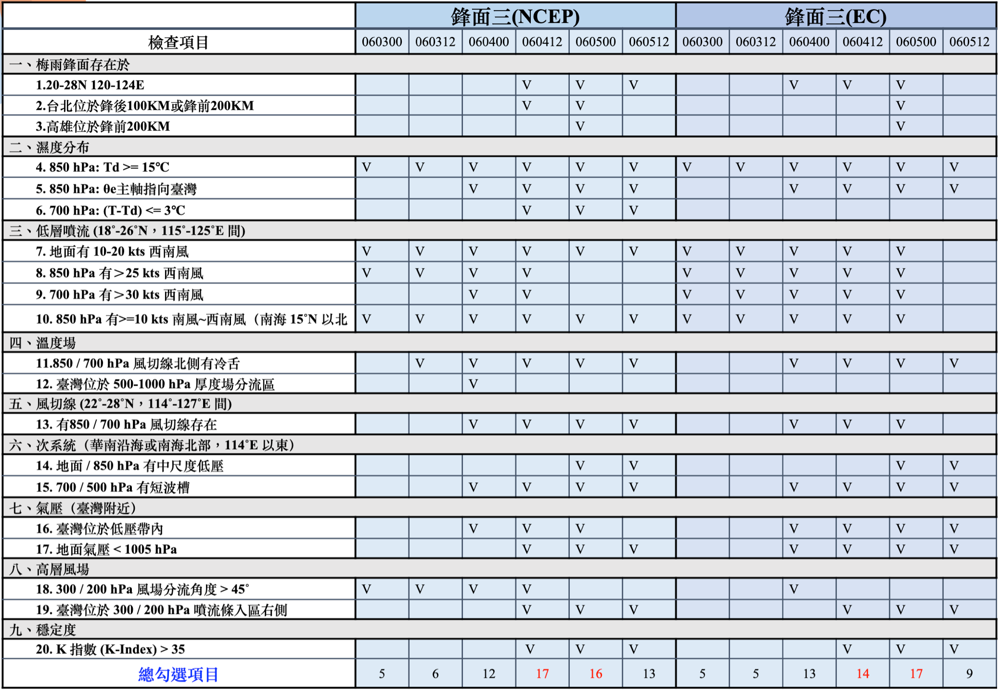 鋒面三(NCEP) 鋒面三(EC)
檢查項目 060300 060312 060400 060412 060500 060512 060300 060312 060400 060412 060500 060512
一、梅雨鋒面存在於
1.20-28N 120-124E V V V V V V
2.台北位於鋒後100KM或鋒前200KM V V V
3.高雄位於鋒前200KM V V
二、濕度分布
4. 850 hPa: Td >= 15℃ V V V V V V V V V V V V
5. 850 hPa: θe主軸指向臺灣 V V V V V V V V
6. 700 hPa: (T-Td) <= 3℃ V V V
三、低層噴流 (18˚-26˚N，115˚-125˚E 間)
7. 地面有 10-20 kts 西南風 V V V V V V V V V V V
8. 850 hPa 有＞25 kts 西南風 V V V V V V V V V
9. 700 hPa 有＞30 kts 西南風 V V V V V V V
10. 850 hPa 有>=10 kts 南風~西南風（南海 15˚N 以北 V V V V V V V V V V V
四、溫度場
11.850 / 700 hPa 風切線北側有冷舌 V V V V V V V V V
12. 臺灣位於 500-1000 hPa 厚度場分流區 V
五、風切線 (22˚-28˚N，114˚-127˚E 間)
13. 有850 / 700 hPa 風切線存在 V V V V V V V
六、次系統（華南沿海或南海北部，114˚E 以東）
14. 地面 / 850 hPa 有中尺度低壓 V V V V
15. 700 / 500 hPa 有短波槽 V V V V V V V V
七、氣壓（臺灣附近）
16. 臺灣位於低壓帶內 V V V V V V V
17. 地面氣壓 < 1005 hPa V V V V V V V
八、高層風場
18. 300 / 200 hPa 風場分流角度 > 45˚ V V V V V
19. 臺灣位於 300 / 200 hPa 噴流條入區右側 V V V V V V
九、穩定度
20. K 指數 (K-Index) > 35 V V V V V V
總勾選項目 5 6 12 17 16 13 5 5 13 14 17 9